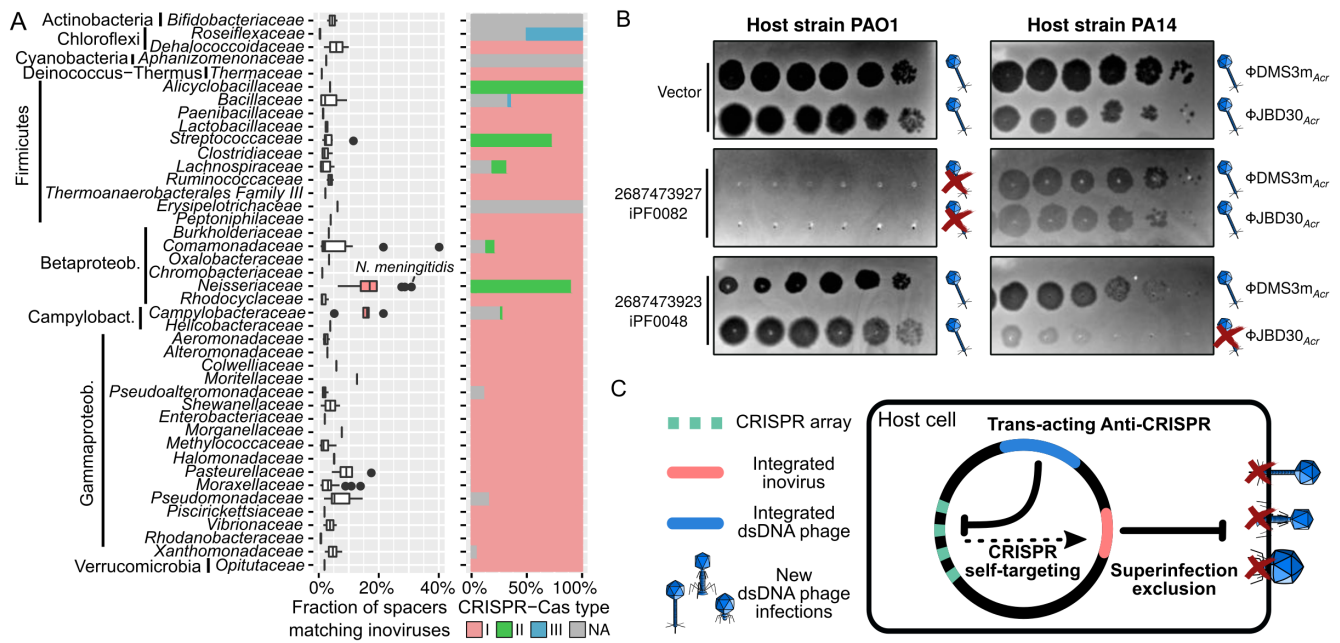 A
Actinobacteria
Bifidobacteriaceae
Chloroflexi
Roseiflexaceae
Dehalococcoidaceae
Cyanobacteria
Aphanizomenonaceae
Deinococcus−Thermus
Thermaceae
Firmicutes
Alicyclobacillaceae
Bacillaceae
Paenibacillaceae
Lactobacillaceae
Streptococcaceae
Clostridiaceae
Lachnospiraceae
Ruminococcaceae
Thermoanaerobacterales Family III
Erysipelotrichaceae
Peptoniphilaceae
Betaproteob.
Burkholderiaceae
Comamonadaceae
Oxalobacteraceae
Chromobacteriaceae
Neisseriaceae
Rhodocyclaceae
N. meningitidis
Campylobact.
Campylobacteraceae
Helicobacteraceae
Gammaproteob.
Aeromonadaceae
Alteromonadaceae
Colwelliaceae
Moritellaceae
Pseudoalteromonadaceae
Shewanellaceae
Enterobacteriaceae
Morganellaceae
Methylococcaceae
Halomonadaceae
Pasteurellaceae
Moraxellaceae
Pseudomonadaceae
Piscirickettsiaceae
Vibrionaceae
Rhodanobacteraceae
Xanthomonadaceae
Verrucomicrobia
Opitutaceae
0% 20% 40%
Fraction of spacers
matching inoviruses
0% 50% 100%
CRISPR−Cas type
I II III NA
B
Host strain PAO1
Host strain PA14
Vector
ΦDMS3mAcr
ΦJBD30Acr
2687473927
iPF0082
ΦDMS3mAcr
ΦJBD30Acr
2687473923
iPF0048
ΦDMS3mAcr
ΦJBD30Acr
C
CRISPR array
Integrated
inovirus
Integrated
dsDNA phage
New
dsDNA phage
infections
Host cell
Trans-acting Anti-CRISPR
CRISPR
self-targeting
Superinfection
exclusion